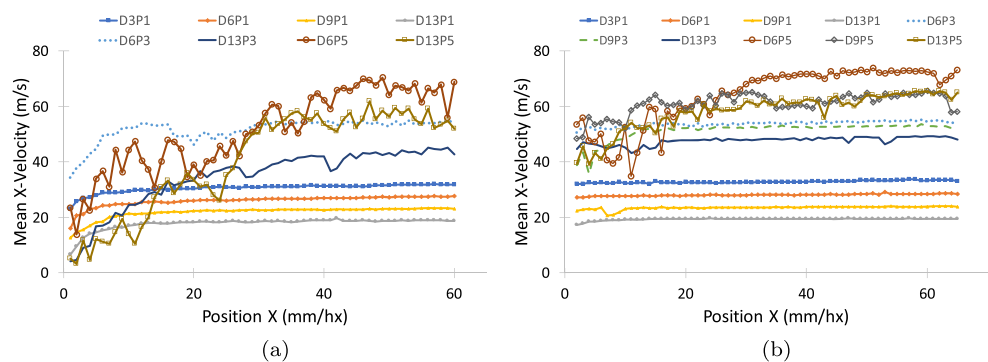 D3P1 D6P1 D9P1 D13P1
D6P3 D13P3 D6P5 D13P5
Mean X-Velocity (m/s)
80
60
40
20
0
0 20 40 60
Position X (mm/hx)
(a)
D3P1 D6P1 D9P1 D13P1 D6P3
D9P3 D13P3 D6P5 D9P5 D13P5
Mean X-Velocity (m/s)
80
60
40
20
0
0 20 40 60
Position X (mm/hx)
(b)